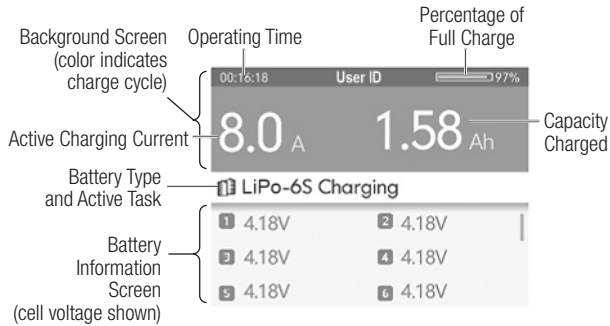 Percentage of
Full Charge
Background Screen
(color indicates
charge cycle)
Operating Time
00:16:18 User ID 97%
Active Charging Current
8.0 A 1.58 Ah
Capacity
Charged
Battery Type
and Active Task
LiPo-6S Charging
Battery
Information
Screen
(cell voltage shown)
1 4.18V 2 4.18V
3 4.18V 4 4.18V
5 4.18V 6 4.18V